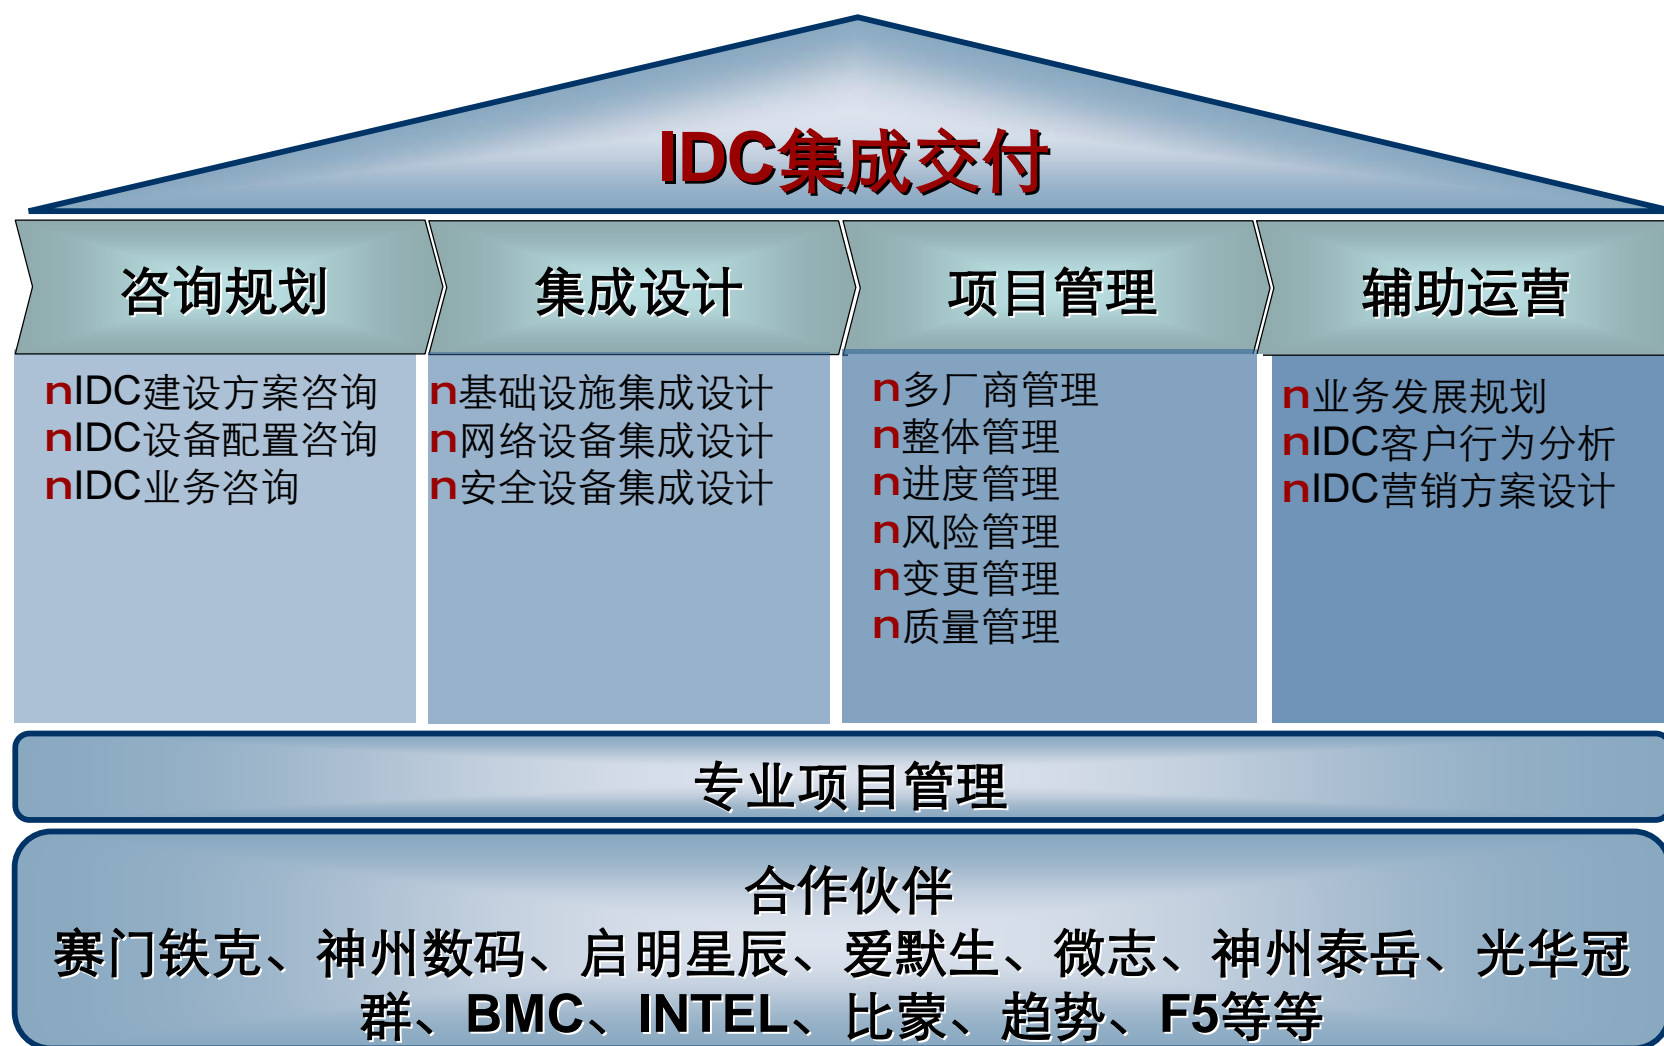 IDC集成交付
咨询规划
集成设计
项目管理
辅助运营
nIDC建设方案咨询
nIDC设备配置咨询
nIDC业务咨询
n基础设施集成设计
n网络设备集成设计
n安全设备集成设计
n多厂商管理
n整体管理
n进度管理
n风险管理
n变更管理
n质量管理
n业务发展规划
nIDC客户行为分析
nIDC营销方案设计
专业项目管理
合作伙伴
赛门铁克、神州数码、启明星辰、爱默生、微志、神州泰岳、光华冠
群、BMC、INTEL、比蒙、趋势、F5等等